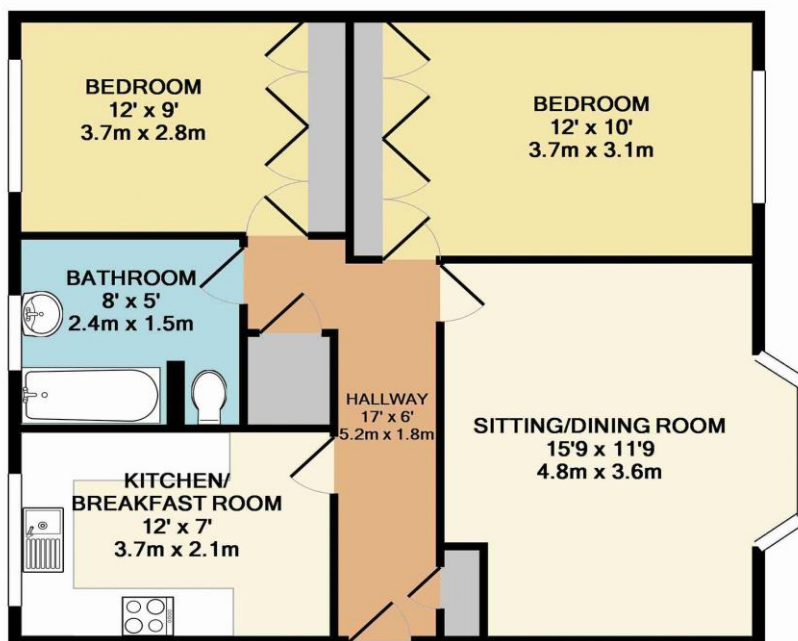 BEDROOM
12' x 9'
3.7m x 2.8m
BEDROOM
12' x 10'
3.7m x 3.1m
BATHROOM
8' x 5'
2.4m x 1.5m
HALLWAY
17' x 6'
5.2m x 1.8m
SITTING/DINING ROOM
15'9 x 11'9
4.8m x 3.6m
KITCHEN/
BREAKFAST ROOM
12' x 7'
3.7m x 2.1m